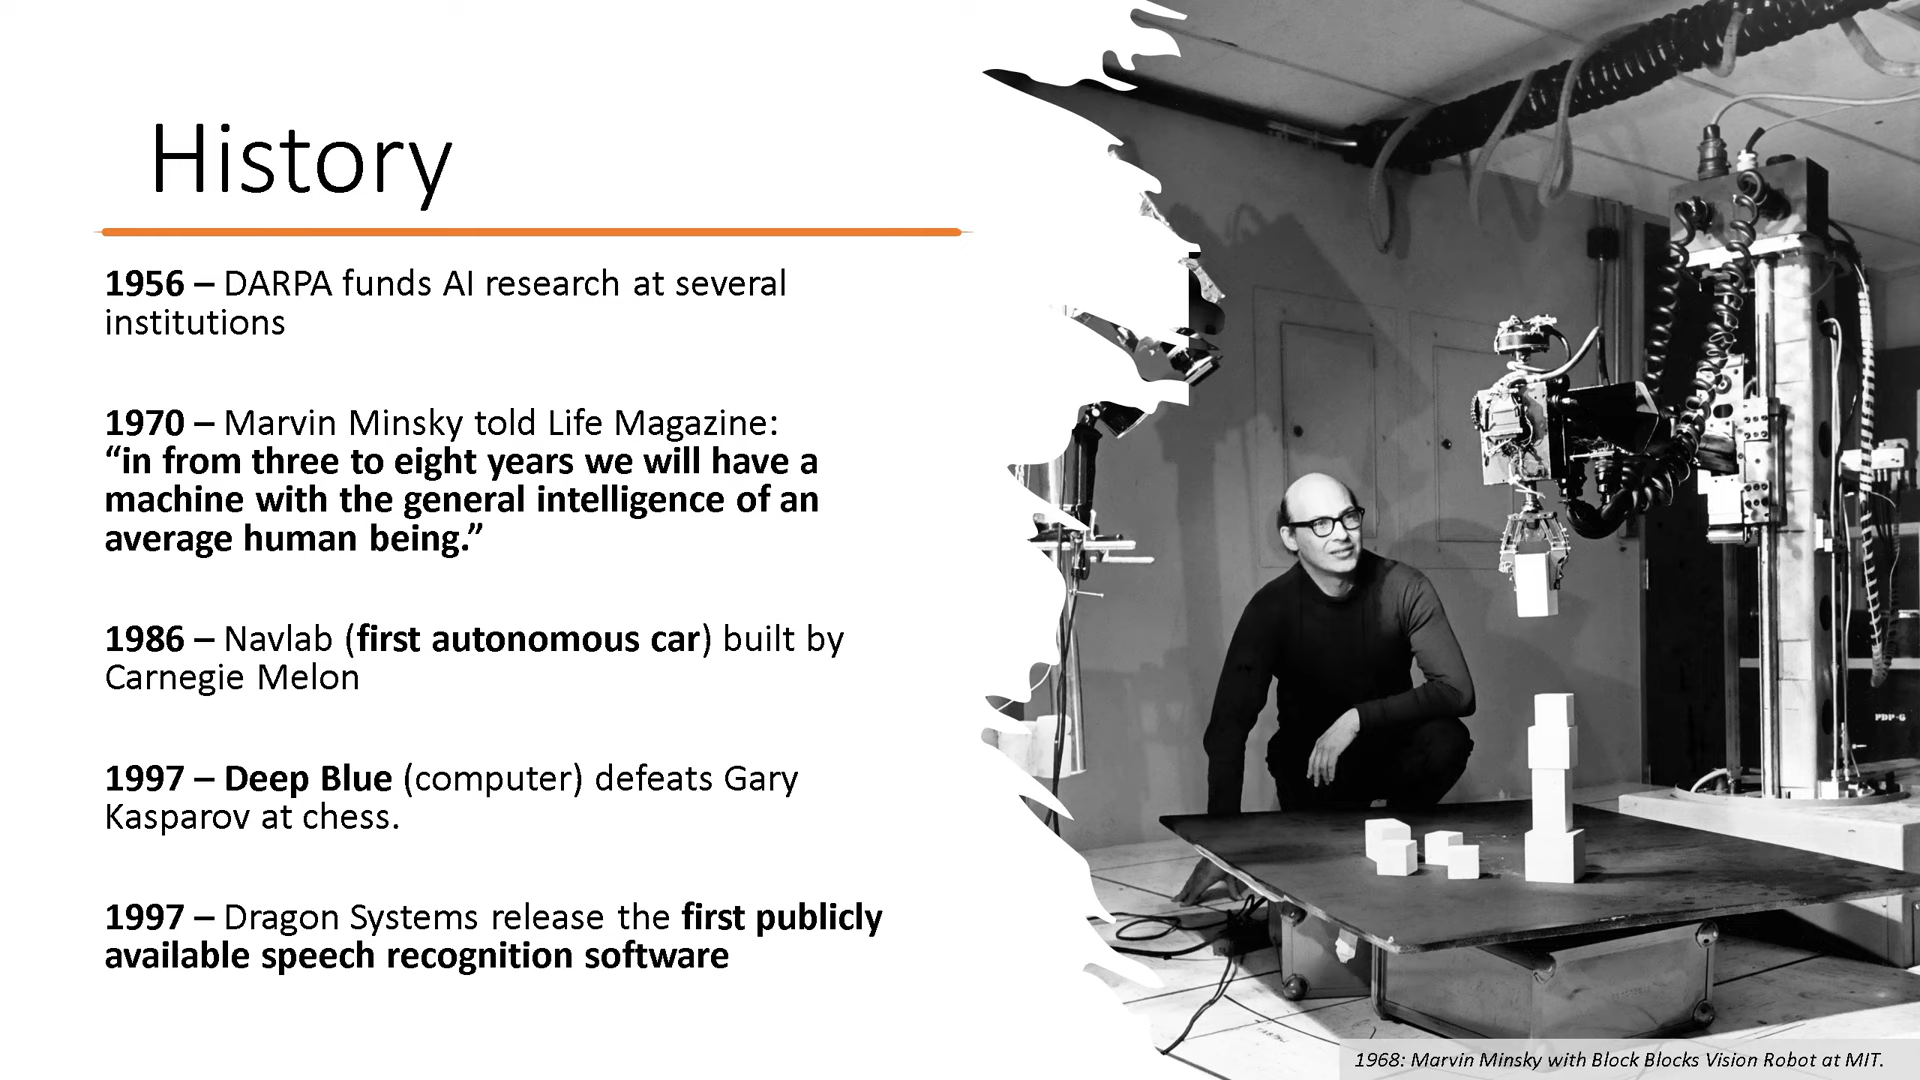 History
1956 – DARPA funds AI research at several
institutions
1970 – Marvin Minsky told Life Magazine:
“in from three to eight years we will have a
machine with the general intelligence of an
average human being.”
1986 – Navlab (first autonomous car) built by
Carnegie Melon
1997 – Deep Blue (computer) defeats Gary
Kasparov at chess.
1997 – Dragon Systems release the first publicly
available speech recognition software
PDP-6
1968: Marvin Minsky with Block Blocks Vision Robot at MIT.